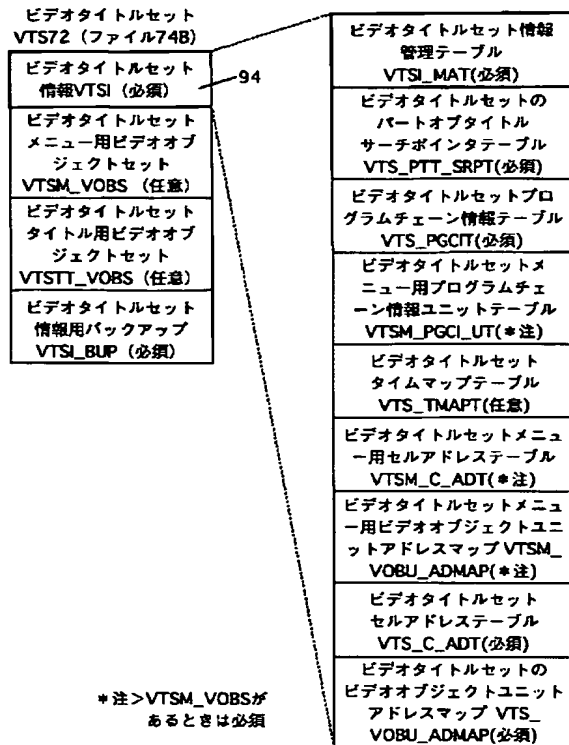 ビデオタイトルセット
VTS72（ファイル74B）
ビデオタイトルセット
情報VTSI（必須）
94
ビデオタイトルセット
メニュー用ビデオオブ
ジェクトセット
VTSM_VOBS（任意）
ビデオタイトルセット
タイトル用ビデオオブ
ジェクトセット
VTSTT_VOBS（任意）
ビデオタイトルセット
情報用バックアップ
VTSI_BUP（必須）
ビデオタイトルセット情報
管理テーブル
VTSI_MAT(必須)
ビデオタイトルセットの
パートオブタイトル
サーチポインタテーブル
VTS_PTT_SRPT(必須)
ビデオタイトルセットプロ
グラムチェーン情報テーブル
VTS_PGCIT(必須)
ビデオタイトルセットメ
ニュー用プログラムチェ
ーン情報ユニットテーブル
VTSM_PGCI_UT(＊注)
ビデオタイトルセット
タイムマップテーブル
VTS_TMAPT(任意)
ビデオタイトルセットメニュ
ー用セルアドレステーブル
VTSM_C_ADT(＊注)
ビデオタイトルセットメニュ
ー用ビデオオブジェクトユニ
ットアドレスマップ VTSM_
VOBU_ADMAP(＊注)
ビデオタイトルセット
セルアドレステーブル
VTS_C_ADT(必須)
ビデオタイトルセットの
ビデオオブジェクトユニット
アドレスマップ VTS_
VOBU_ADMAP(必須)
＊注＞VTSM_VOBSが
あるときは必須